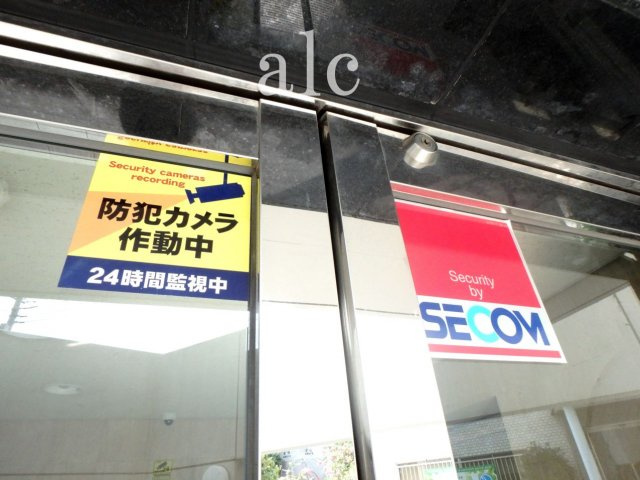 alc
Security cameras
recording
防犯カメラ
作動中
24時間監視中
Security
by
SECOM